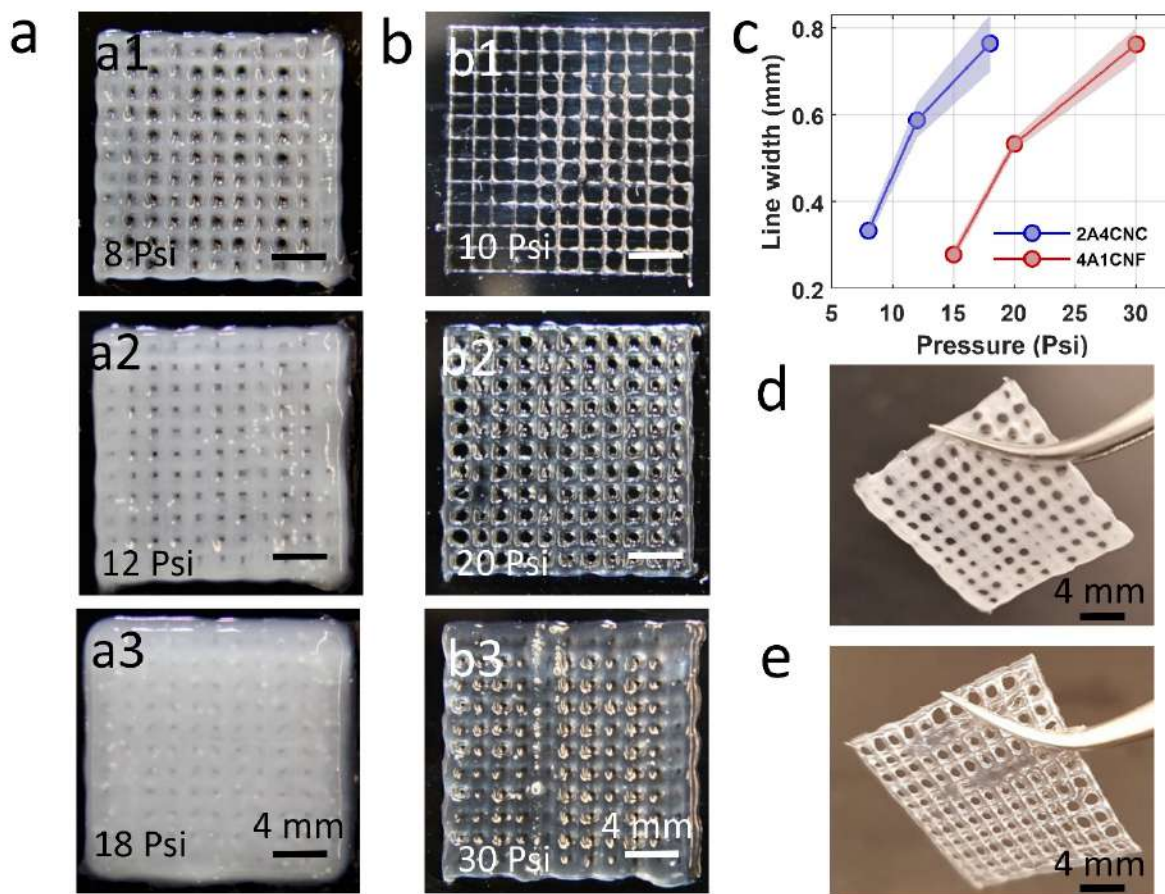 a
a1
8 Psi
a2
12 Psi
a3
18 Psi
4 mm
b
b1
10 Psi
b2
20 Psi
b3
30 Psi
4 mm
c
0.8
0.6
0.4
0.2
Line width (mm)
5
10
15
20
25
30
Pressure (Psi)
2A4CNC
4A1CNF
d
4 mm
e
4 mm